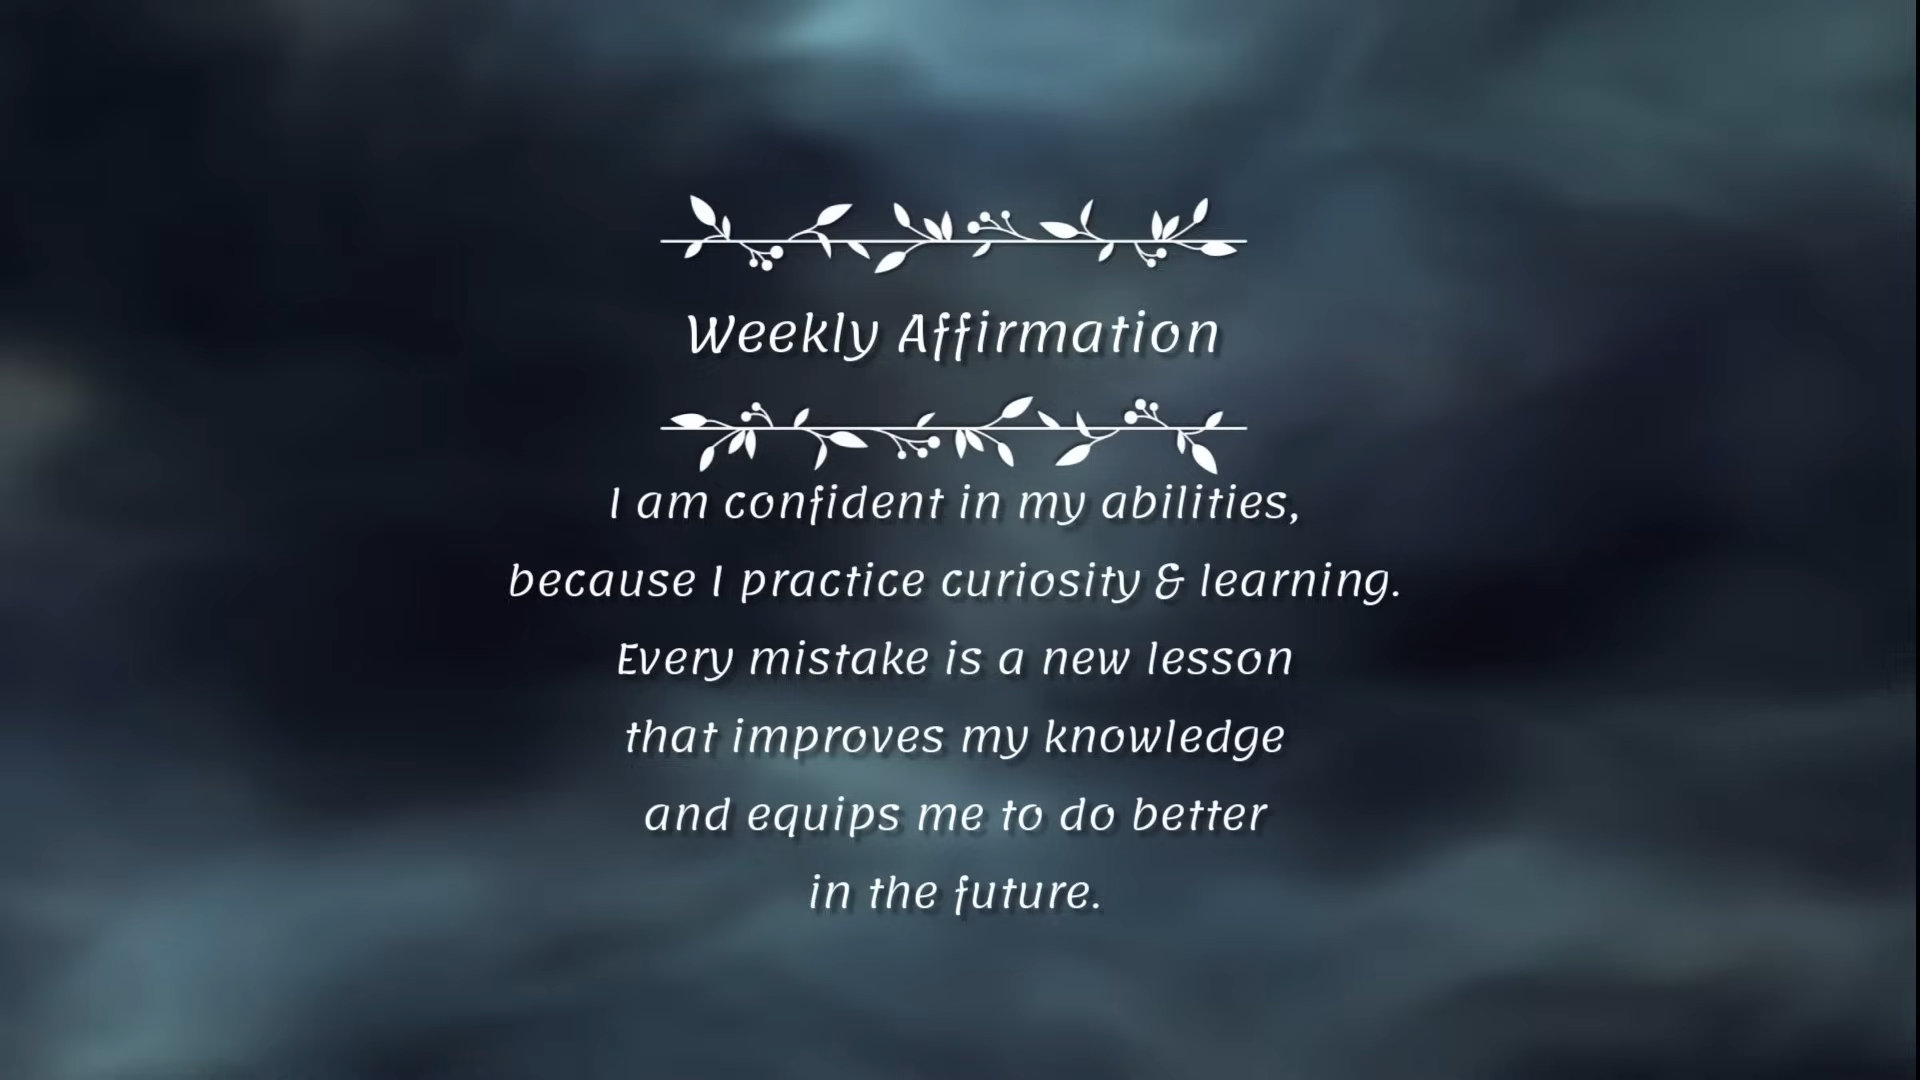 Weekly Affirmation
I am confident in my abilities,
because I practice curiosity & learning.
Every mistake is a new lesson
that improves my knowledge
and equips me to do better
in the future.